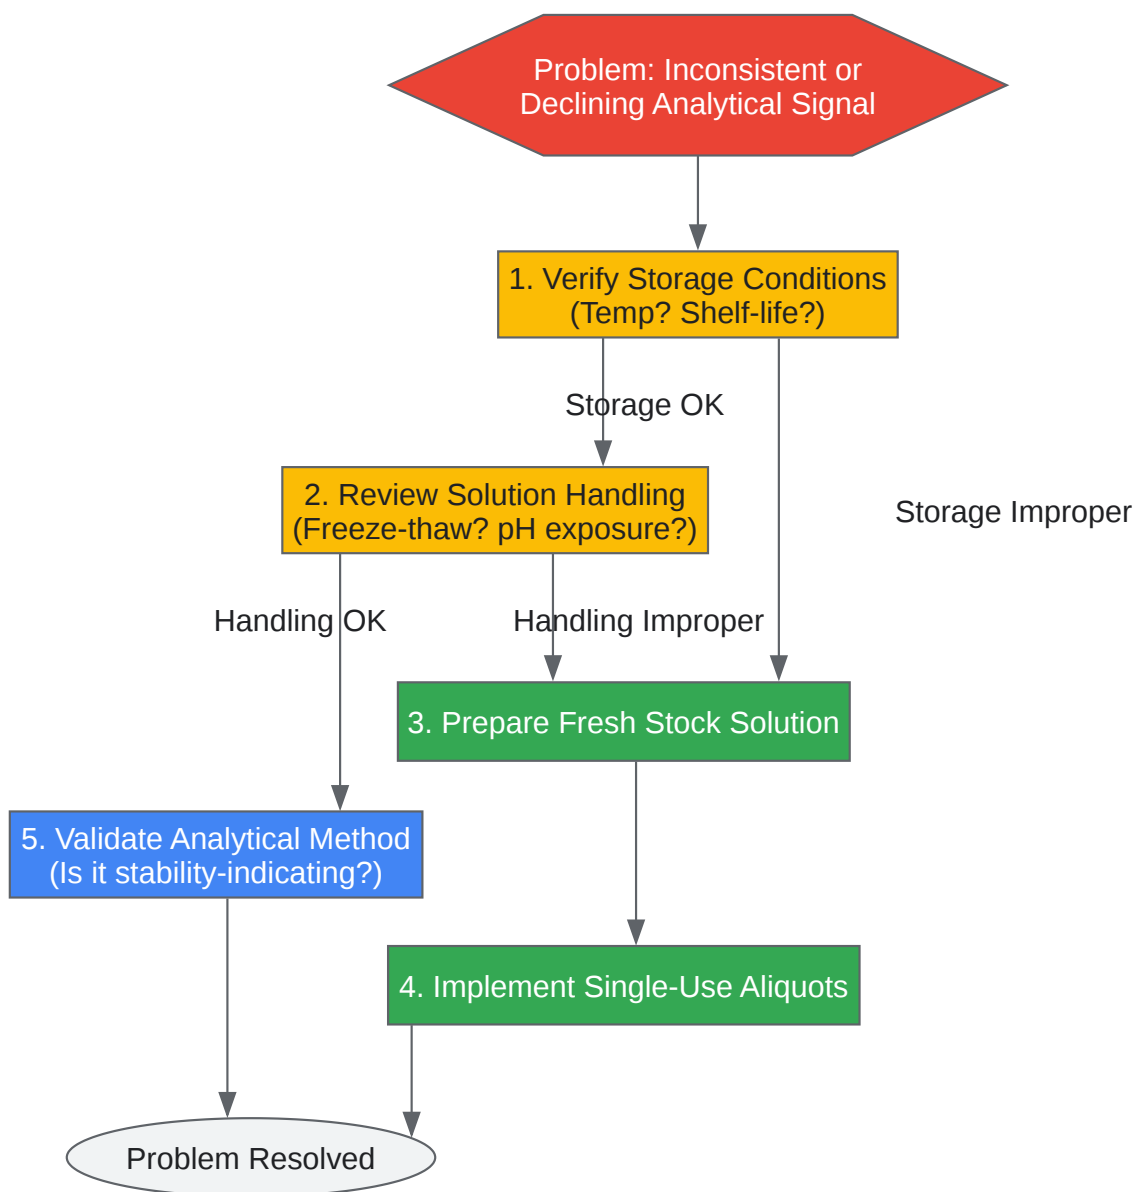 Problem: Inconsistent or
Declining Analytical Signal
1. Verify Storage Conditions
(Temp? Shelf-life?)
Storage OK
2. Review Solution Handling
(Freeze-thaw? pH exposure?)
Storage Improper
Handling OK
Handling Improper
3. Prepare Fresh Stock Solution
5. Validate Analytical Method
(Is it stability-indicating?)
4. Implement Single-Use Aliquots
Problem Resolved